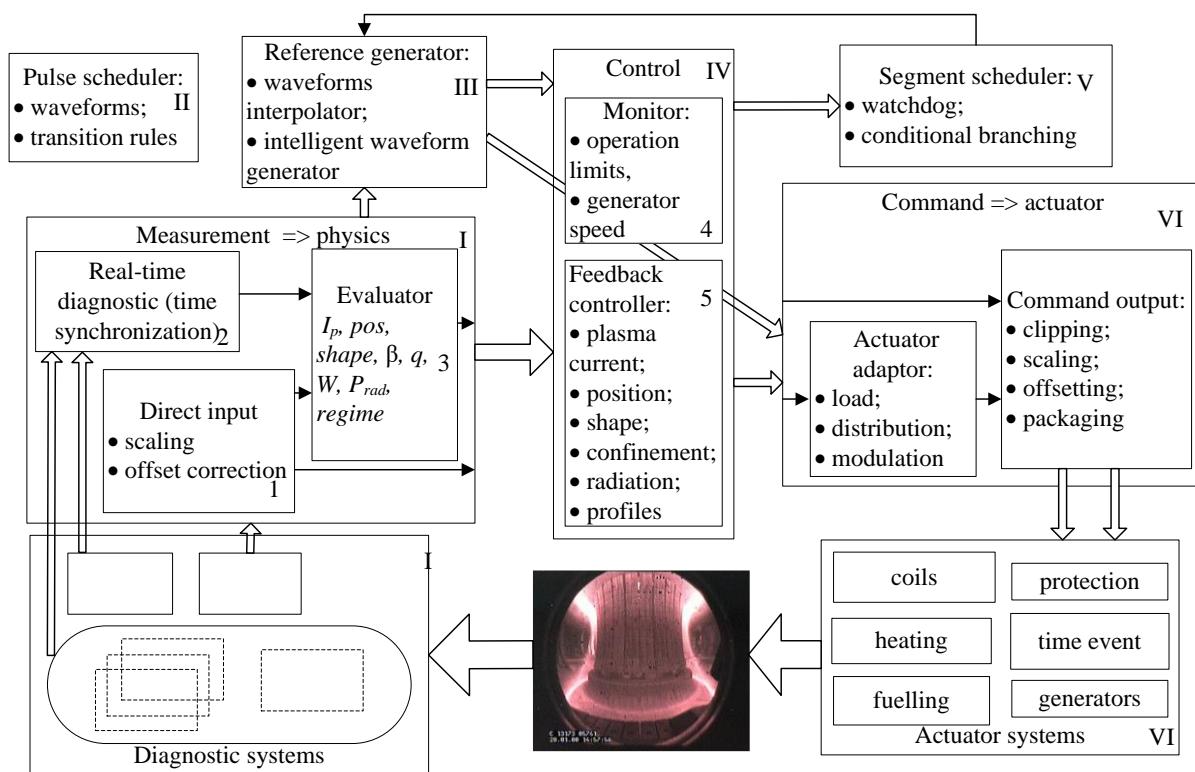 Pulse scheduler:
II
• waveforms;
• transition rules
Reference generator:
III
• waveforms
interpolator;
• intelligent waveform
generator
Control
IV
Monitor:
• operation
limits,
• generator
speed
4
Feedback
controller:
5
• plasma
current;
• position;
• shape;
• confinement;
• radiation;
• profiles
Segment scheduler:
V
• watchdog;
• conditional branching
Measurement => physics
I
Real-time
diagnostic (time
synchronization)
2
Evaluator
I_p, pos,
shape, β, q,
W, P_rad,
regime
3
Direct input
• scaling
• offset correction
1
Command => actuator
VI
Actuator
adaptor:
• load;
• distribution;
• modulation
Command output:
• clipping;
• scaling;
• offsetting;
• packaging
I
Diagnostic systems
C 13173 05741
coils
protection
heating
time event
fuelling
generators
Actuator systems
VI